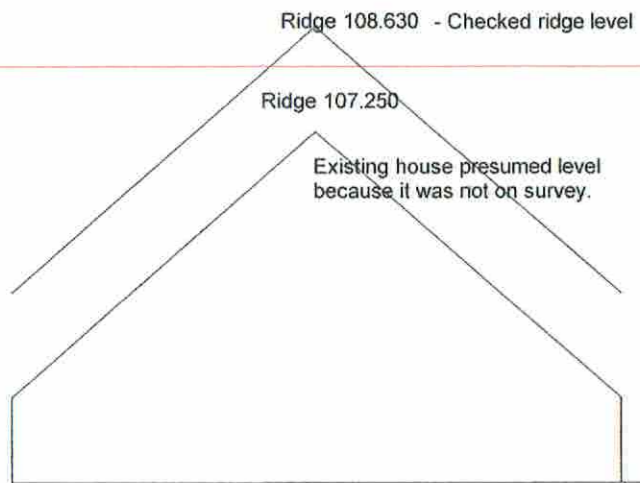 Ridge 108.630 - Checked ridge level
Ridge 107.250
Existing house presumed level
because it was not on survey.